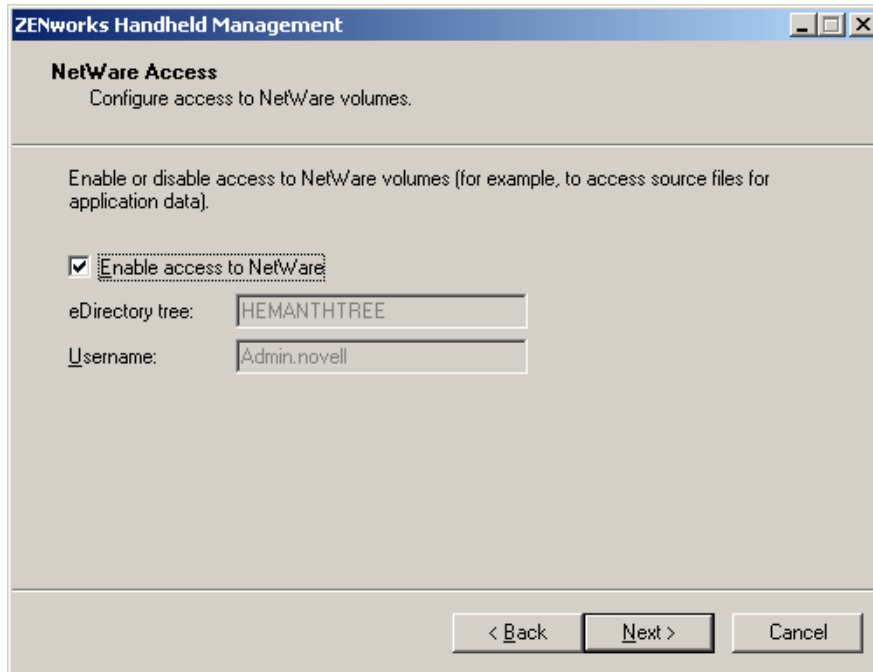 ZENworks Handheld Management
NetWare Access
Configure access to NetWare volumes.
Enable or disable access to NetWare volumes (for example, to access source files for
application data).
Enable access to NetWare
eDirectory tree: HEMANTHTREE
Username: Admin.novell
< Back Next > Cancel